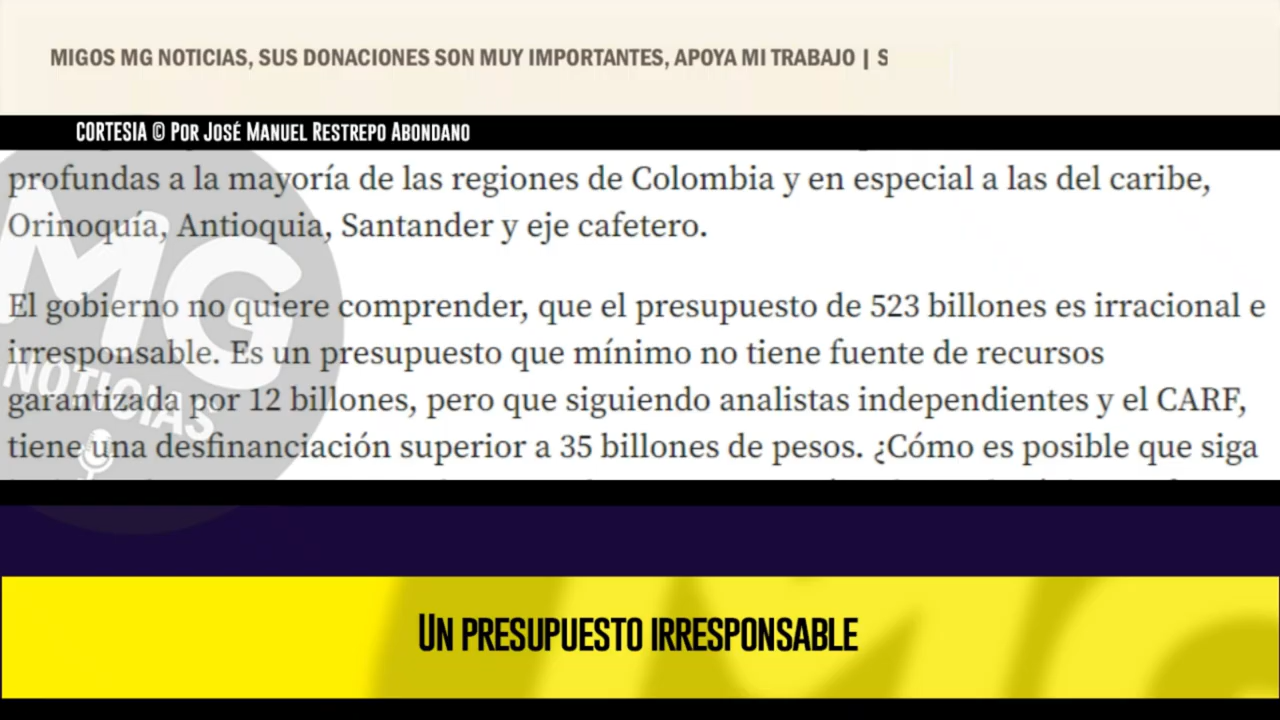 MIGOS MG NOTICIAS, SUS DONACIONES SON MUY IMPORTANTES, APOYA MI TRABAJO | S
CORTESIA © POR JOSÉ MANUEL RESTREPO ABONDANO
profundas a la mayoría de las regiones de Colombia y en especial a las del caribe,
Orinoquía, Antioquia, Santander y eje cafetero.
El gobierno no quiere comprender, que el presupuesto de 523 billones es irracional e
irresponsable. Es un presupuesto que mínimo no tiene fuente de recursos
garantizada por 12 billones, pero que siguiendo analistas independientes y el CARF,
tiene una desfinanciación superior a 35 billones de pesos. ¿Cómo es posible que siga
MG
NOTICIAS
UN PRESUPUESTO IRRESPONSABLE